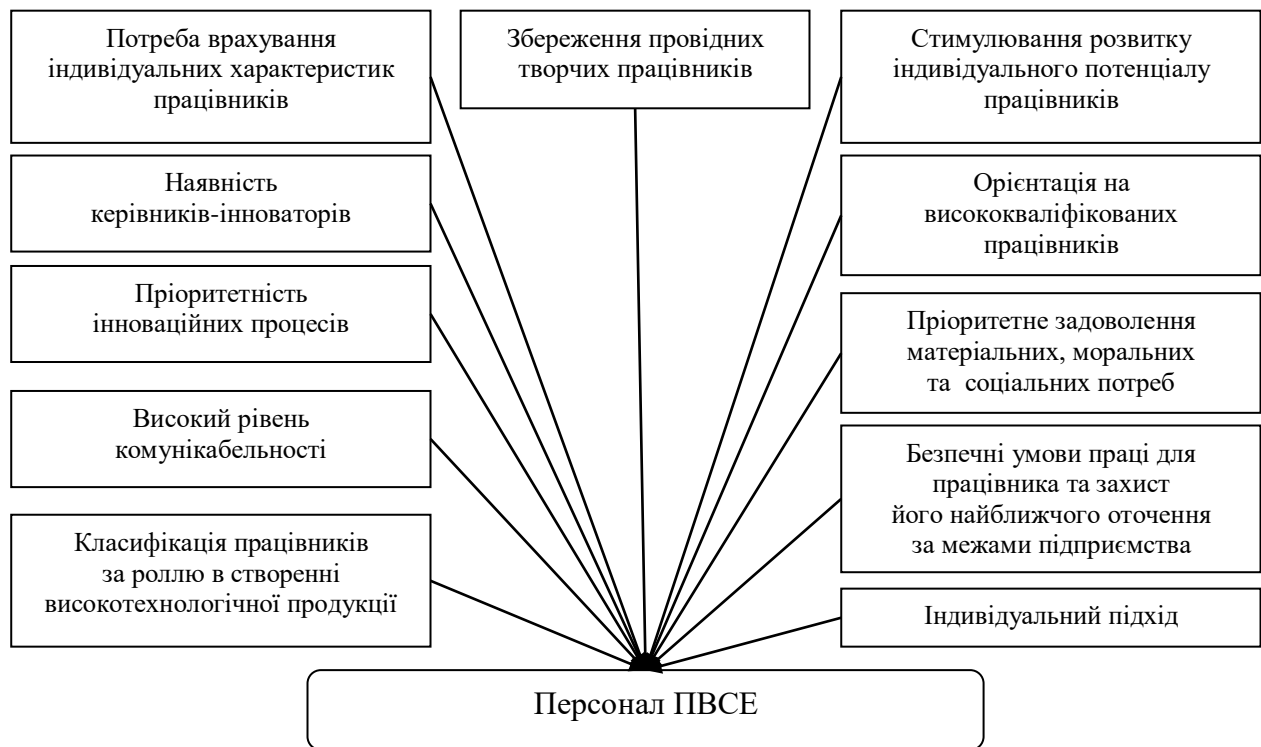 Потреба врахування
індивідуальних характеристик
працівників
Наявність
керівників-інноваторів
Пріоритетність
інноваційних процесів
Високий рівень
комунікабельності
Класифікація працівників
за роллю в створенні
високотехнологічної продукції
Збереження провідних
творчих працівників
Стимулювання розвитку
індивідуального потенціалу
працівників
Орієнтація на
висококваліфікованих
працівників
Пріоритетне задоволення
матеріальних, моральних
та соціальних потреб
Безпечні умови праці для
працівника та захист
його найближчого оточення
за межами підприємства
Індивідуальний підхід
Персонал ПВСЕ